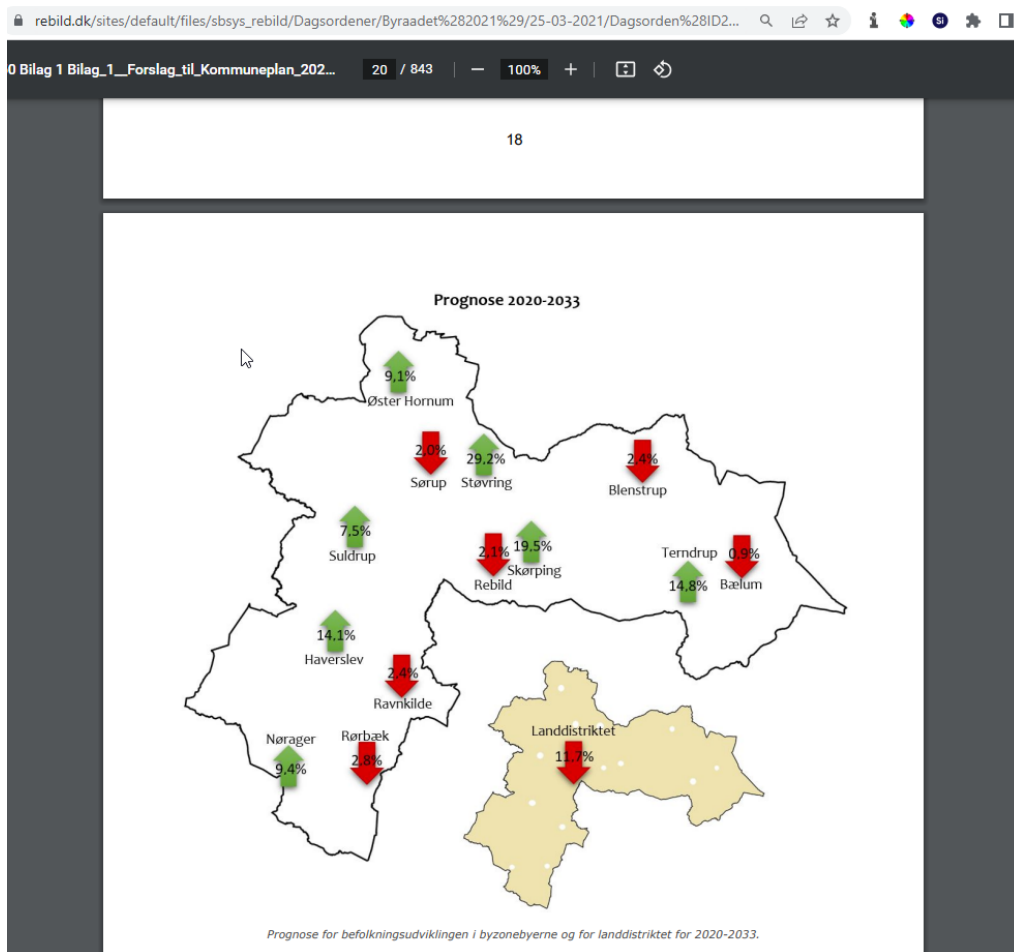 rebild.dk/sites/default/files/sbsys_rebild/Dagsordener/Byraadet%282021%29/25-03-2021/Dagsorden%28ID2...
0 Bilag 1 Bilag_1__Forslag_til_Kommuneplan_202... 20 / 843 — 100% +
18
Prognose 2020-2033
9,1%
Øster Hornum
2,0% 29,2% 2,4%
Sørup Støvring Blenstrup
7,5%
Suldrup
2,1% 19,5% Terndrup 0,9%
Rebild Skørping 14,8% Bælum
14,1%
Haverslev
2,4%
Ravnkilde
Nørager Rørbæk Landdistriktet
9,4% 2,8% 11,7%
Prognose for befolkningsudviklingen i byzonebyerne og for landdistriktet for 2020-2033.